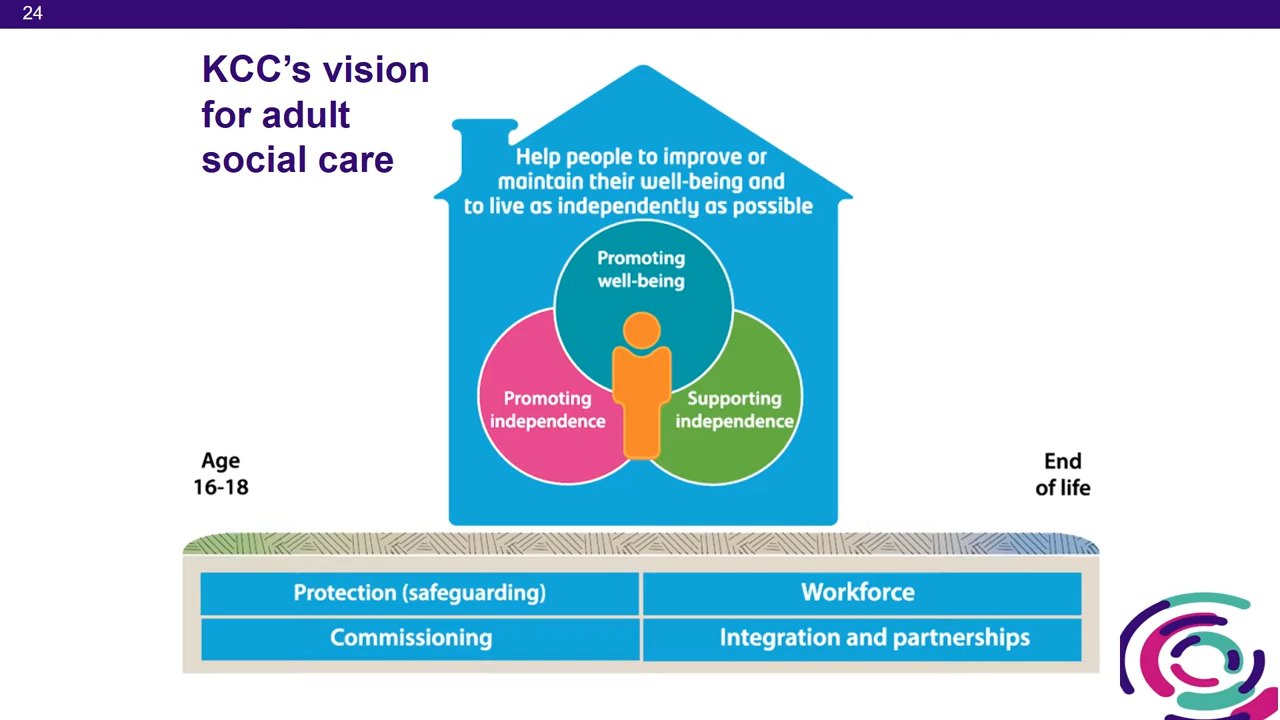 24
KCC’s vision
for adult
social care
Help people to improve or
maintain their well-being and
to live as independently as possible
Promoting
well-being
Promoting
independence
Supporting
independence
Age
16-18
End
of life
Protection (safeguarding)
Workforce
Commissioning
Integration and partnerships